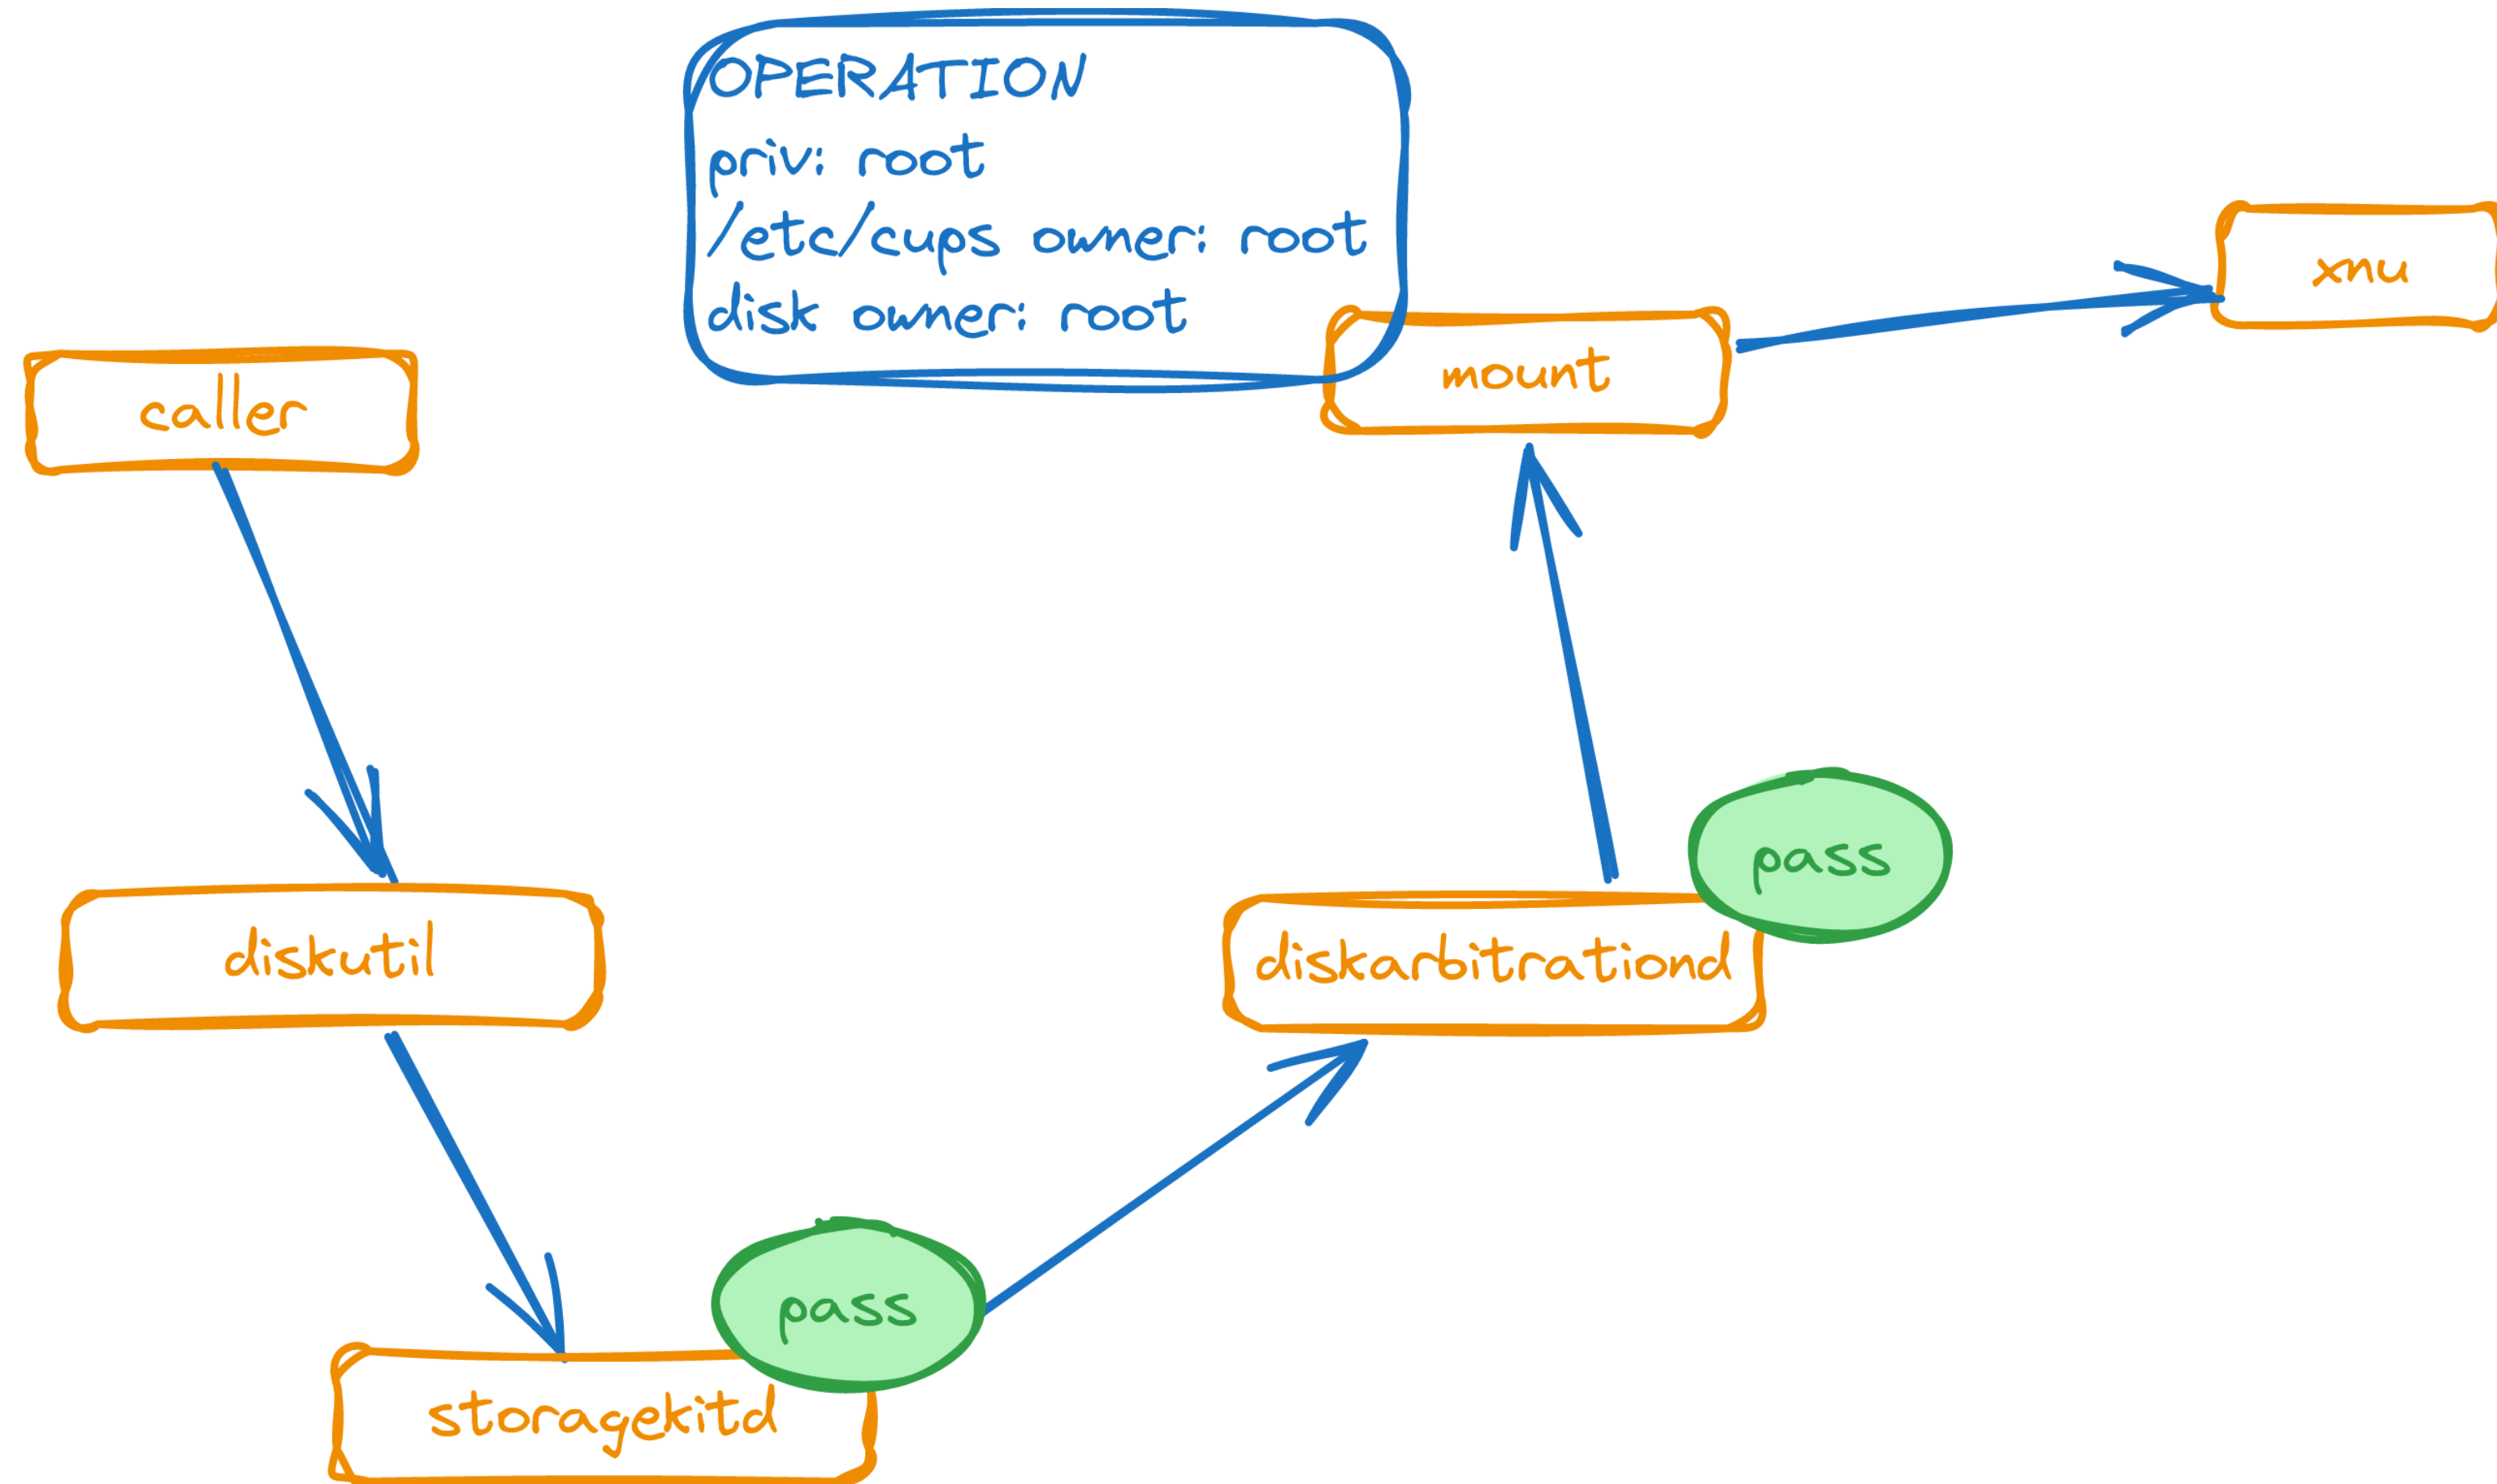 OPERATION
priv: root
/etc/cups owner: root
disk owner: root
xnu
mount
caller
pass
diskutil
diskarbitrationd
pass
storagekitd